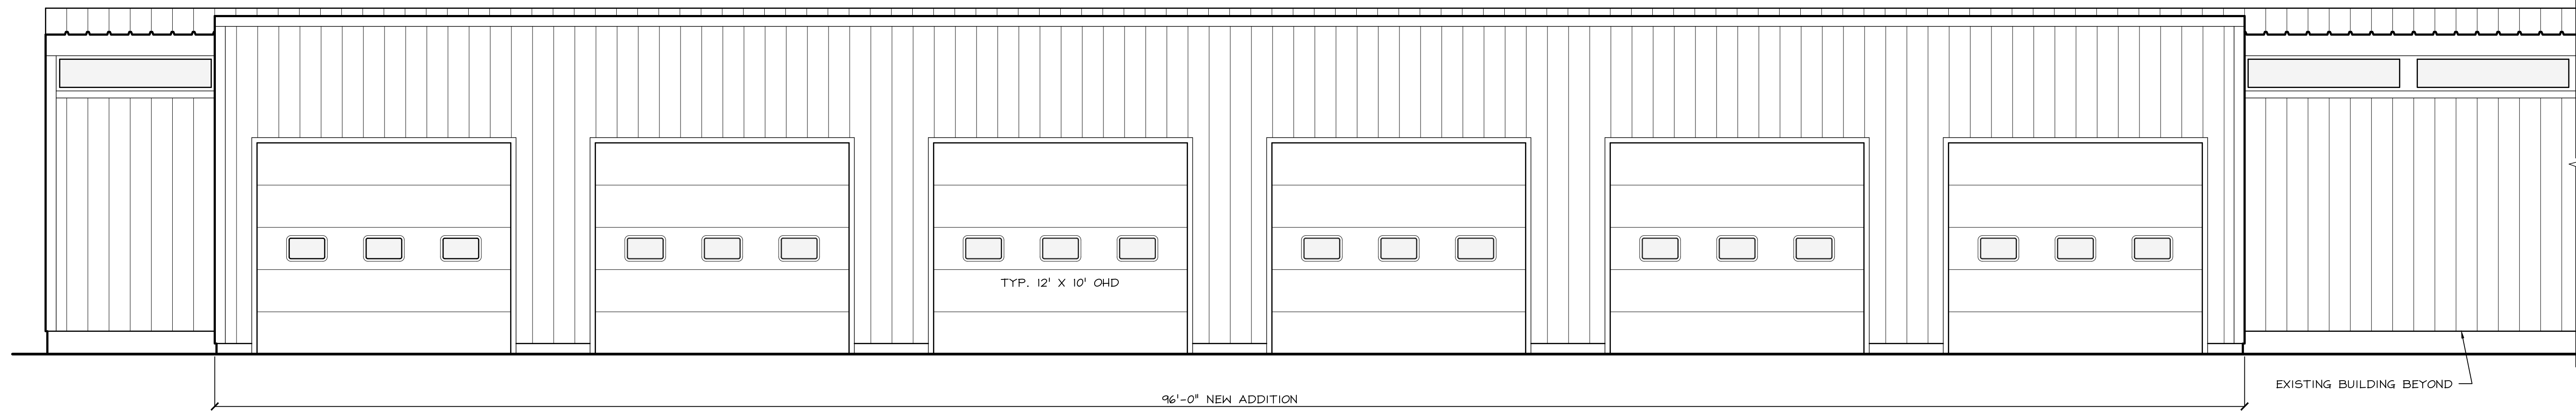 TYP. 12' X 10' OHD
EXISTING BUILDING BEYOND
96'-0" NEW ADDITION